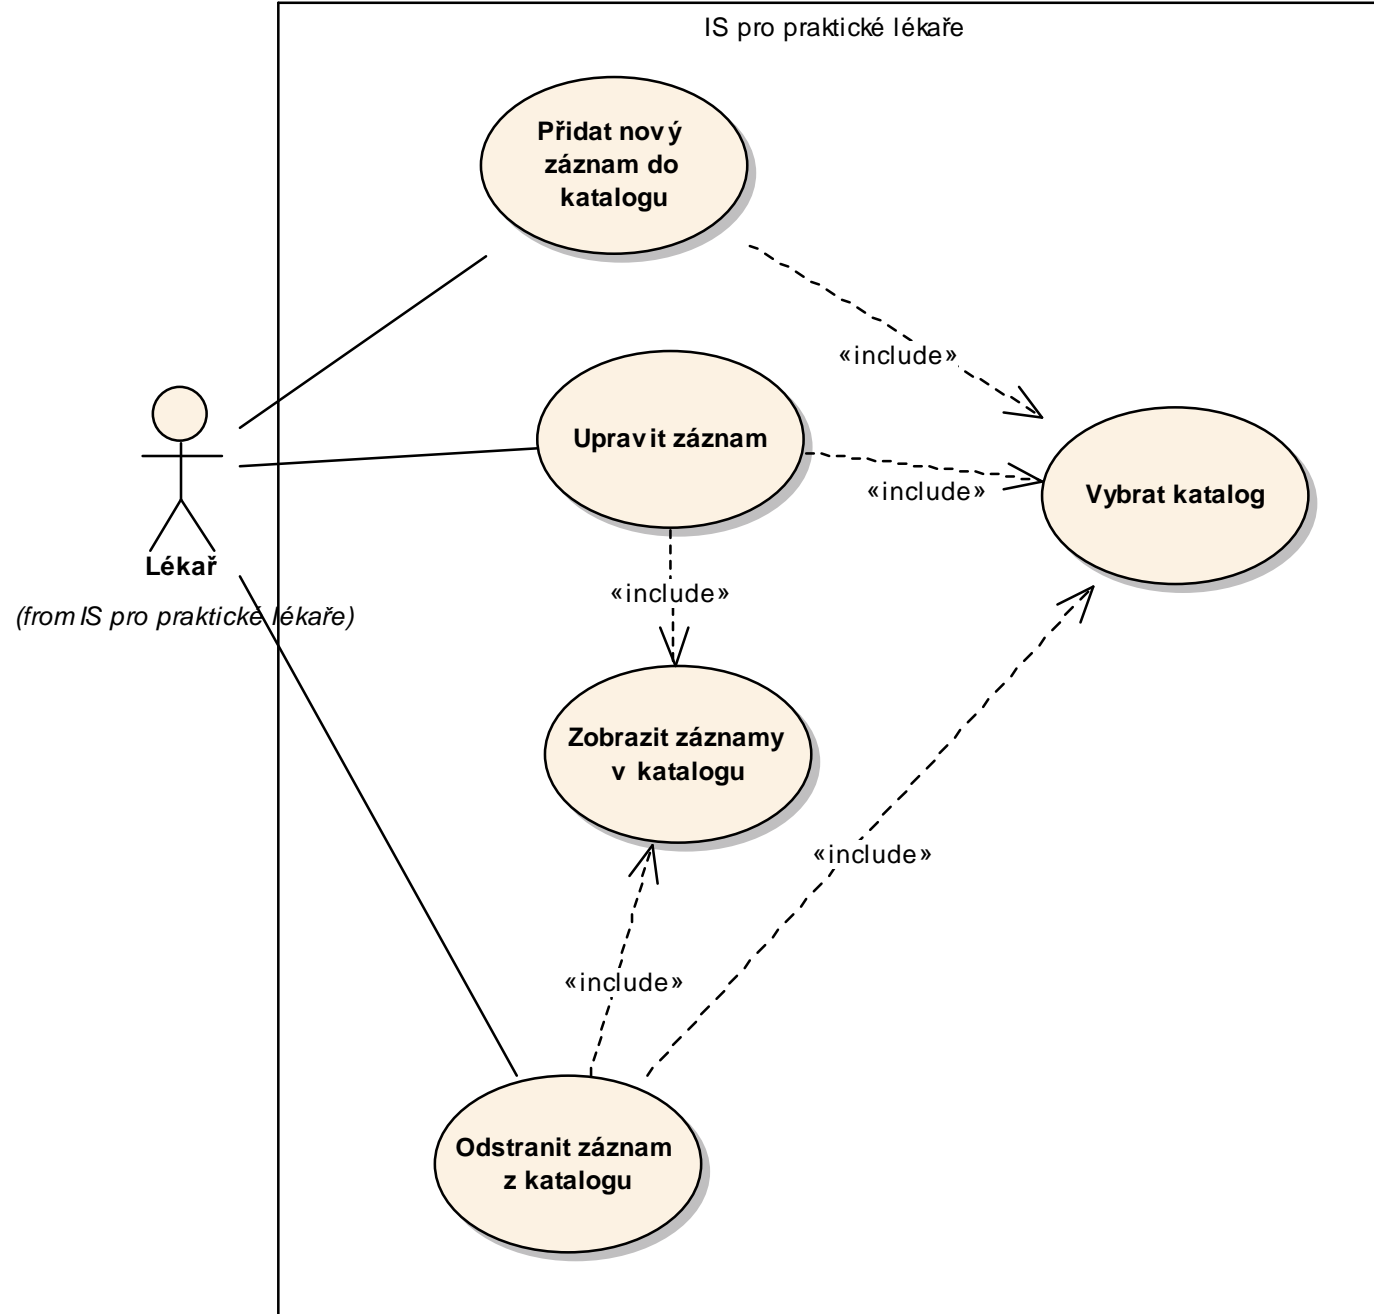 IS pro praktické lékaře
Přidat nový
záznam do
katalogu
«include»
Upravit záznam
«include»
Vybrat katalog
Lékař
(from IS pro praktické lékaře)
«include»
Zobrazit záznamy
v katalogu
«include»
«include»
Odstranit záznam
z katalogu